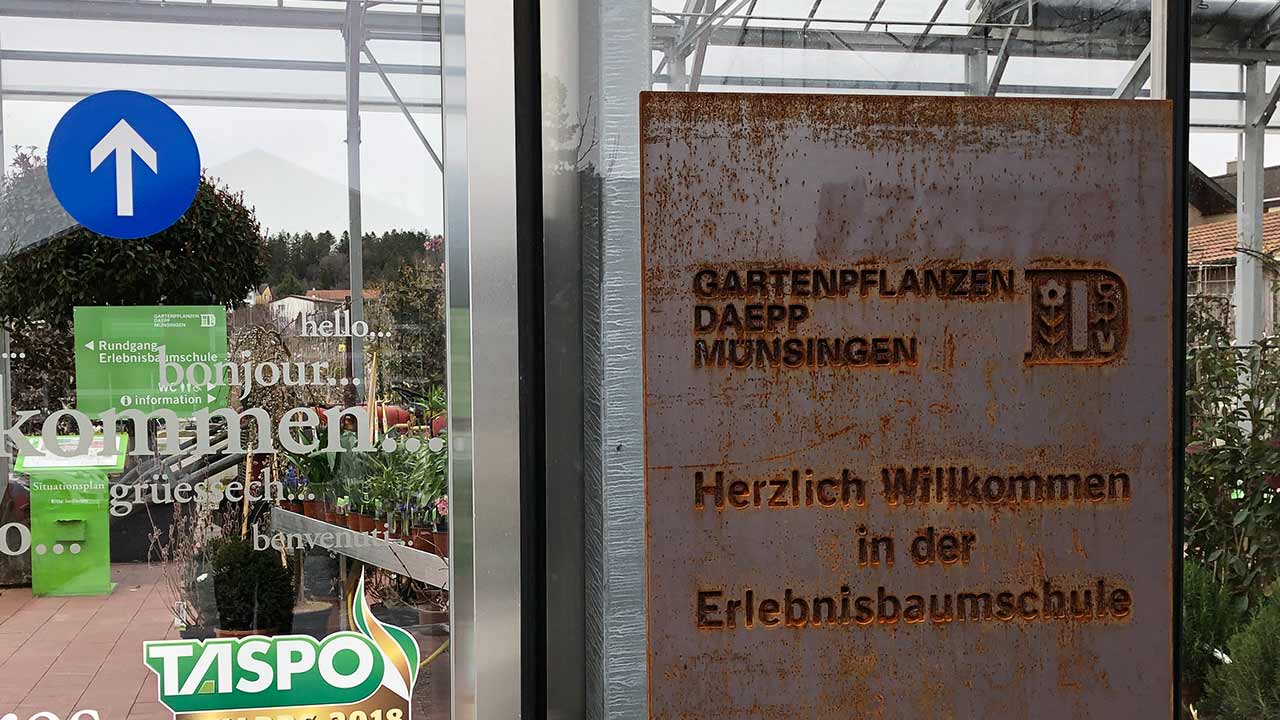 GARTENPFLANZEN
DAEPP
MÜNSINGEN
Rundgang
Erlebnisbaumschule
WC
information
hello...
bonjour...
kommen...
Situationsplan
grüessech...
o...
benvenuti...
TASPO
2018
GARTENPFLANZEN
DAEPP
MÜNSINGEN
Herzlich Willkommen
in der
Erlebnisbaumschule